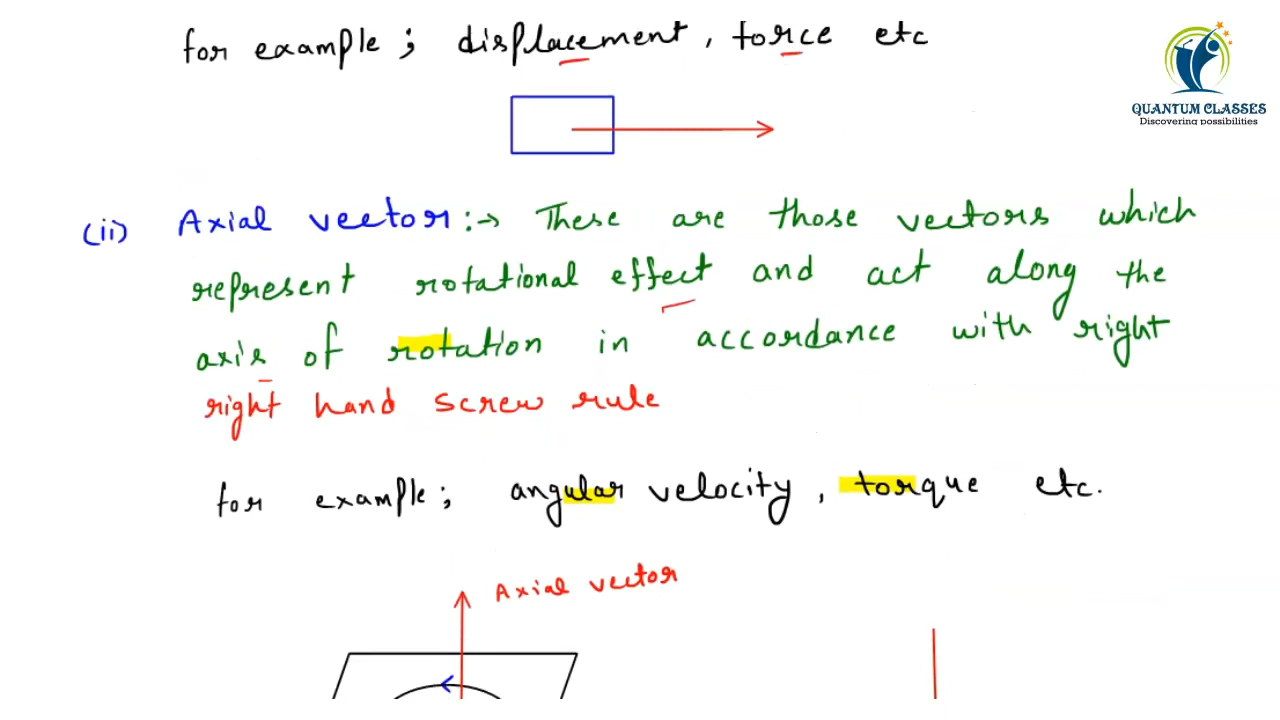 for example ; displacement, force etc
QUANTUM CLASSES
Discovering possibilities
(ii) Axial vector :→ These are those vectors which
represent rotational effect and act along the
axis of rotation in accordance with right
right hand screw rule
for example ; angular velocity, torque etc.
Axial vector